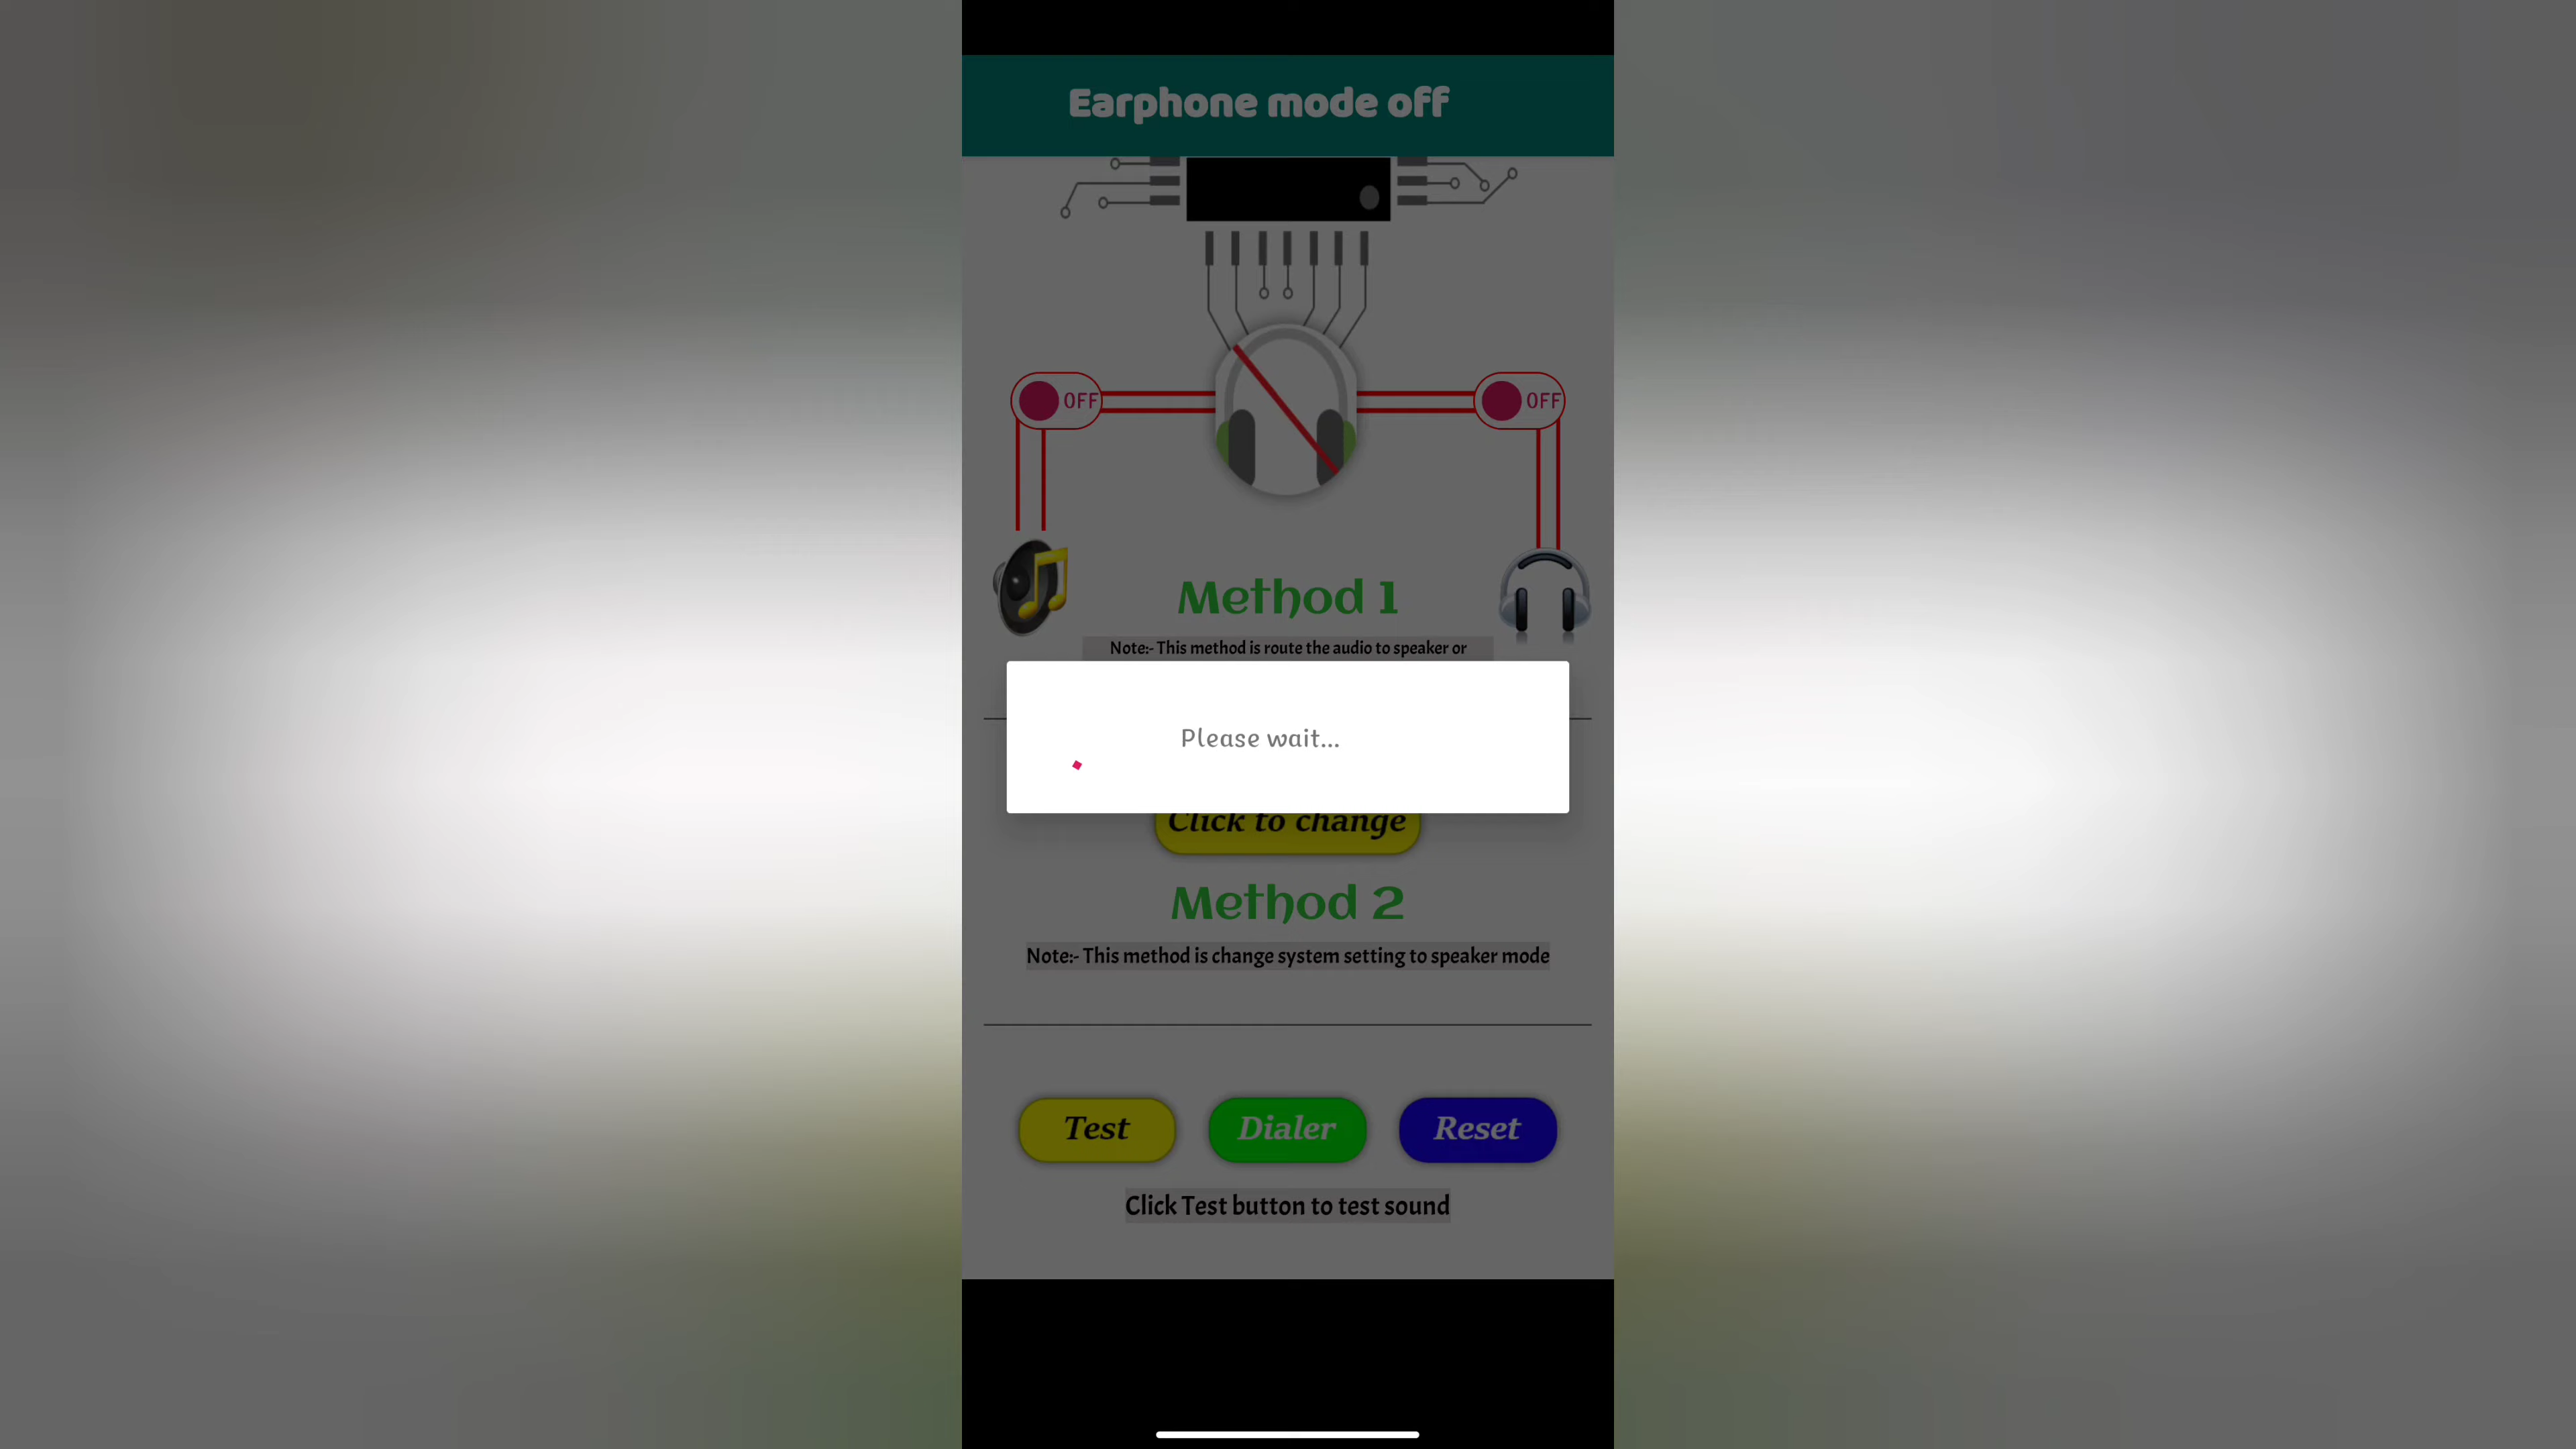 Earphone mode off
OFF
OFF
Method 1
Note:- This method is route the audio to speaker or
Please wait...
Click to change
Method 2
Note:- This method is change system setting to speaker mode
Test
Dialer
Reset
Click Test button to test sound